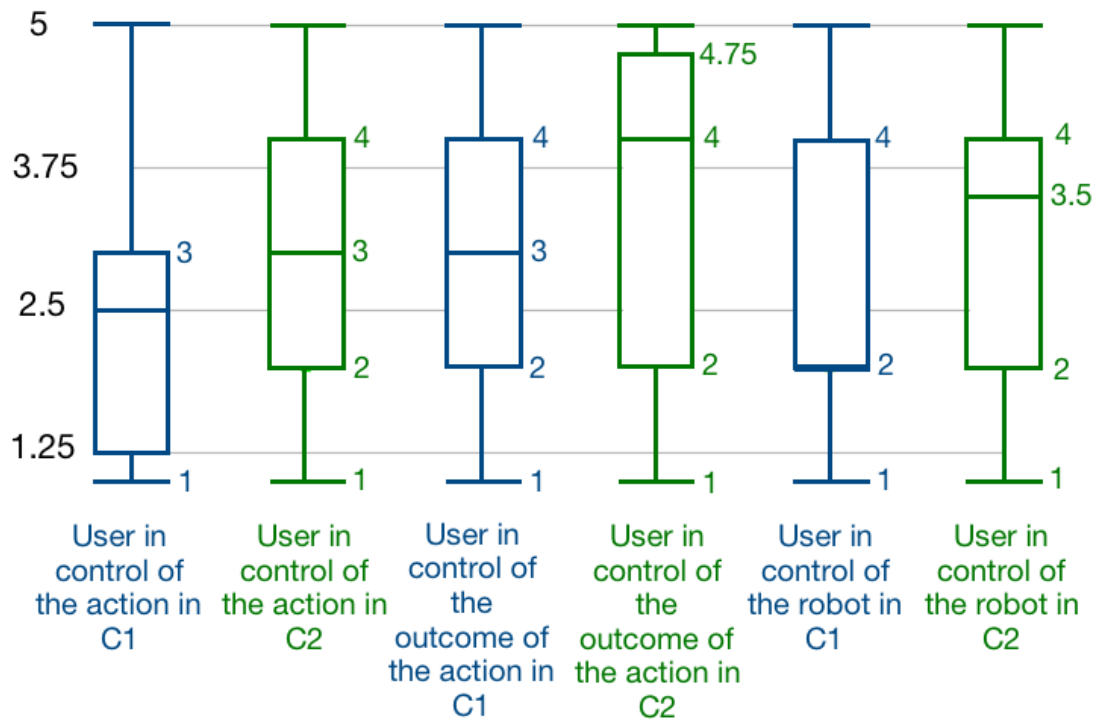 5
3.75
2.5
1.25
3
1
4
3
2
1
4
3
2
1
4.75
4
2
1
4
2
1
4
3.5
2
1
User in
control of
the action in
C1
User in
control of
the action in
C2
User in
control of
the
outcome of
the action in
C1
User in
control of
the
outcome of
the action in
C2
User in
control of
the robot in
C1
User in
control of
the robot in
C2